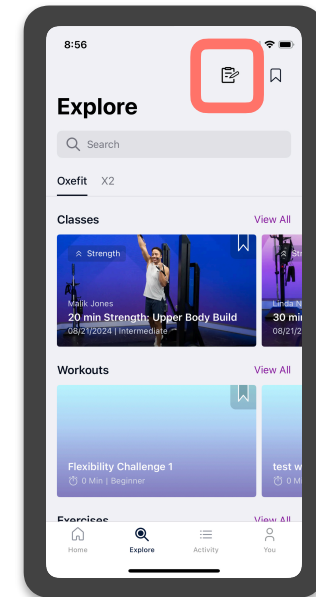 8:56
Explore
Search
Oxefit X2
Classes View All
Strength
Malik Jones Linda N
20 min Strength: Upper Body Build 30 mi
08/21/2024 | Intermediate 08/21/2
Workouts View All
Flexibility Challenge 1 test w
0 Min | Beginner 0 M
Exercises View All
Home Explore Activity You